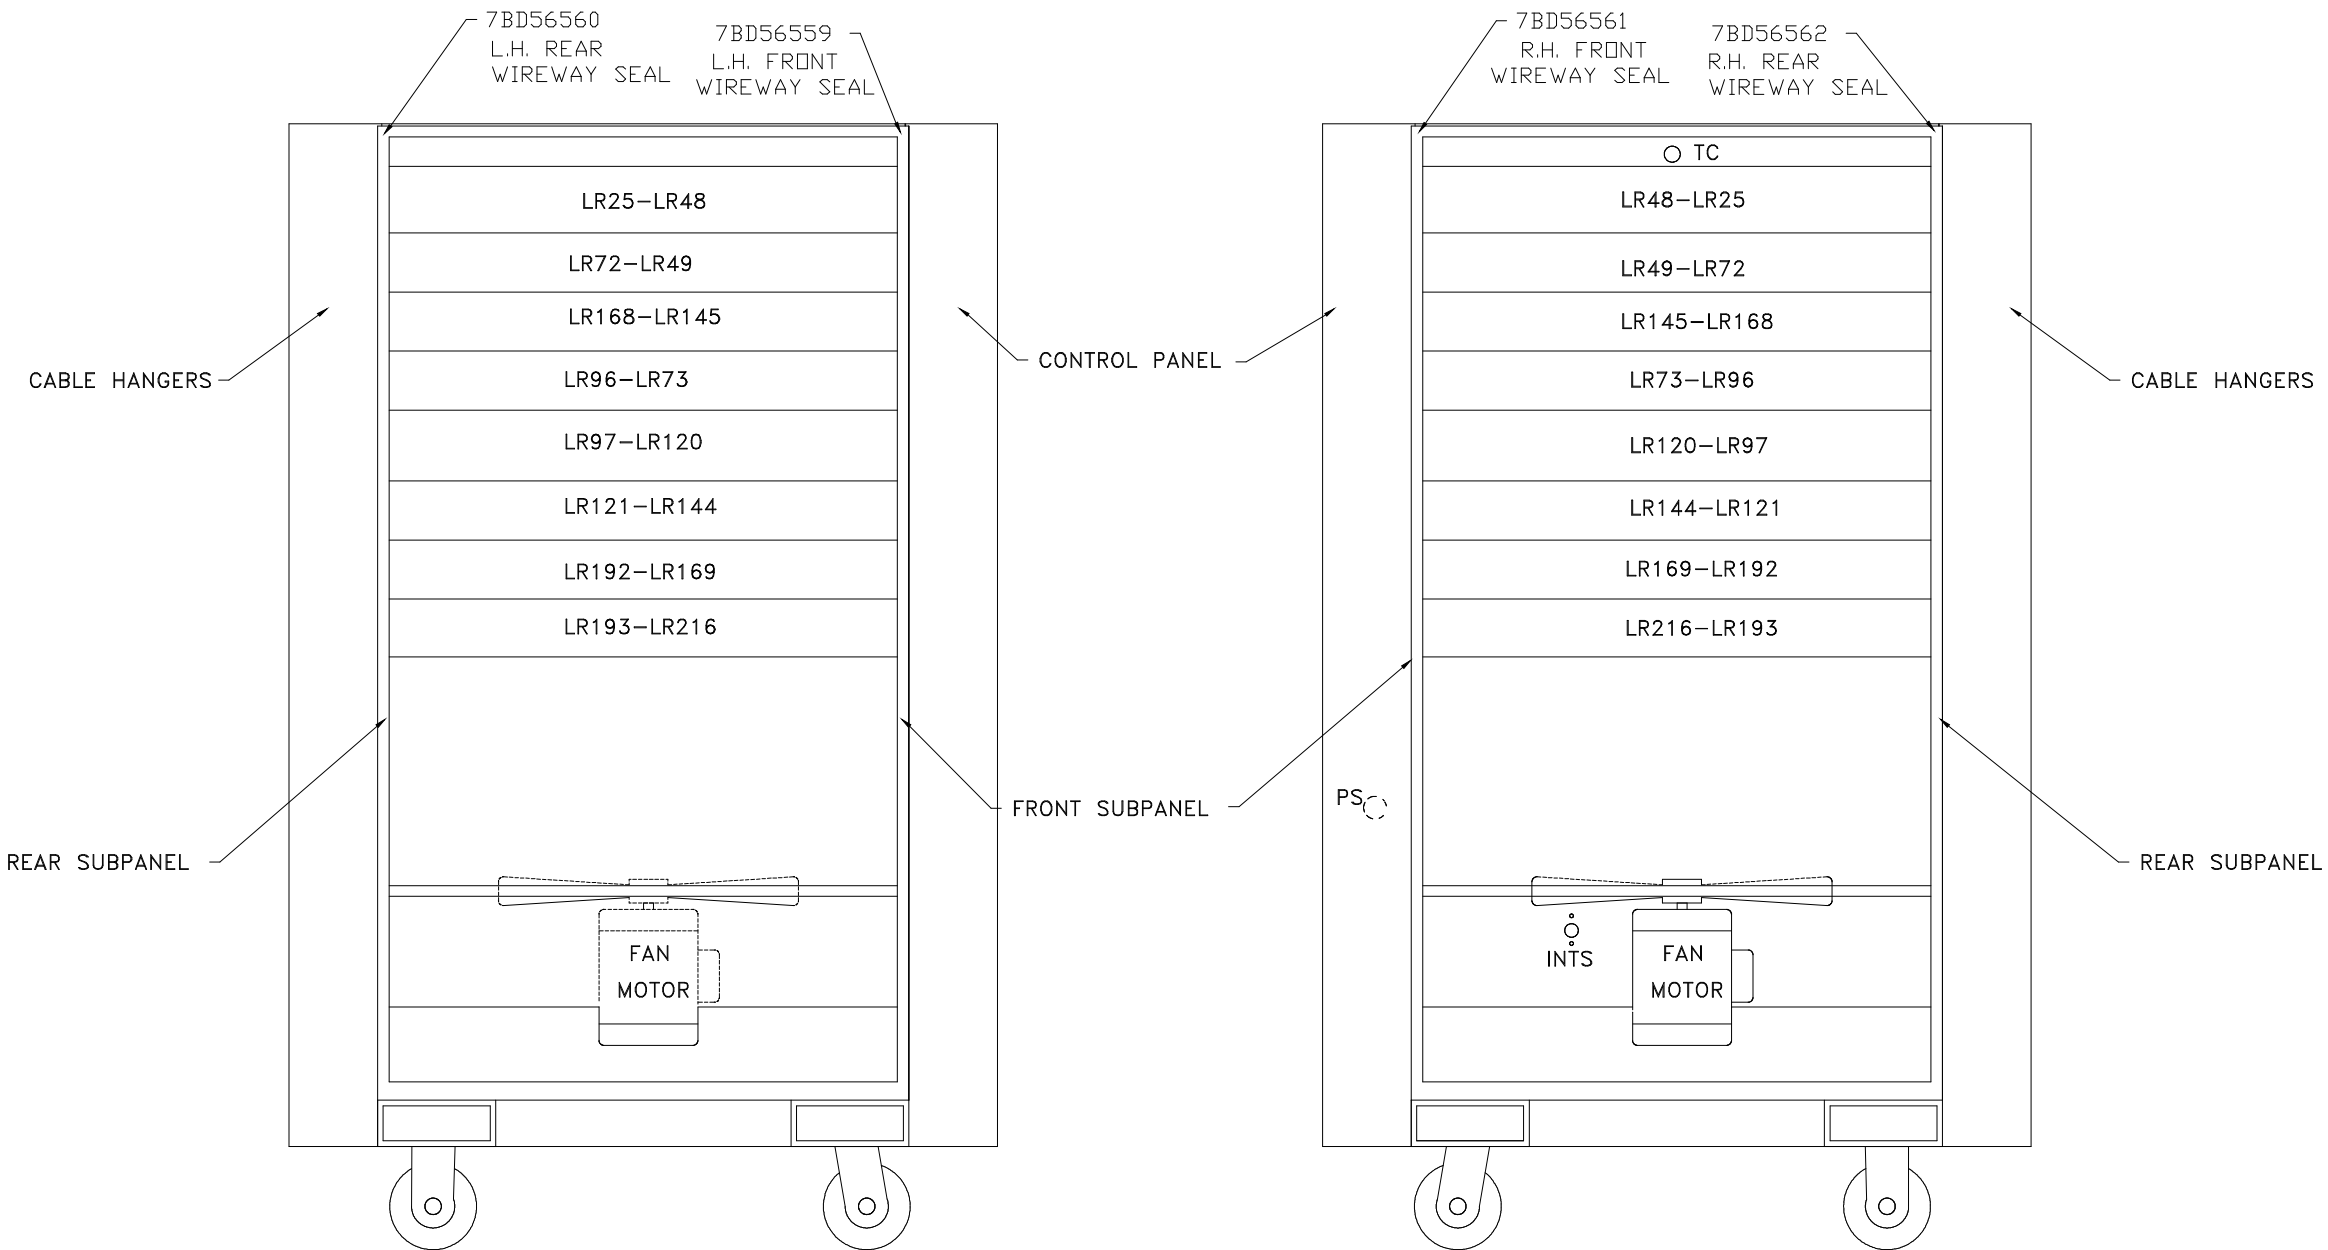 7BD56560
L.H. REAR
WIREWAY SEAL
7BD56559
L.H. FRONT
WIREWAY SEAL
7BD56561
R.H. FRONT
WIREWAY SEAL
7BD56562
R.H. REAR
WIREWAY SEAL
LR25-LR48
LR72-LR49
LR168-LR145
LR96-LR73
LR97-LR120
LR121-LR144
LR192-LR169
LR193-LR216
CABLE HANGERS
CONTROL PANEL
REAR SUBPANEL
FRONT SUBPANEL
FAN
MOTOR
TC
LR48-LR25
LR49-LR72
LR145-LR168
LR73-LR96
LR120-LR97
LR144-LR121
LR169-LR192
LR216-LR193
CABLE HANGERS
PS
REAR SUBPANEL
INTS
FAN
MOTOR